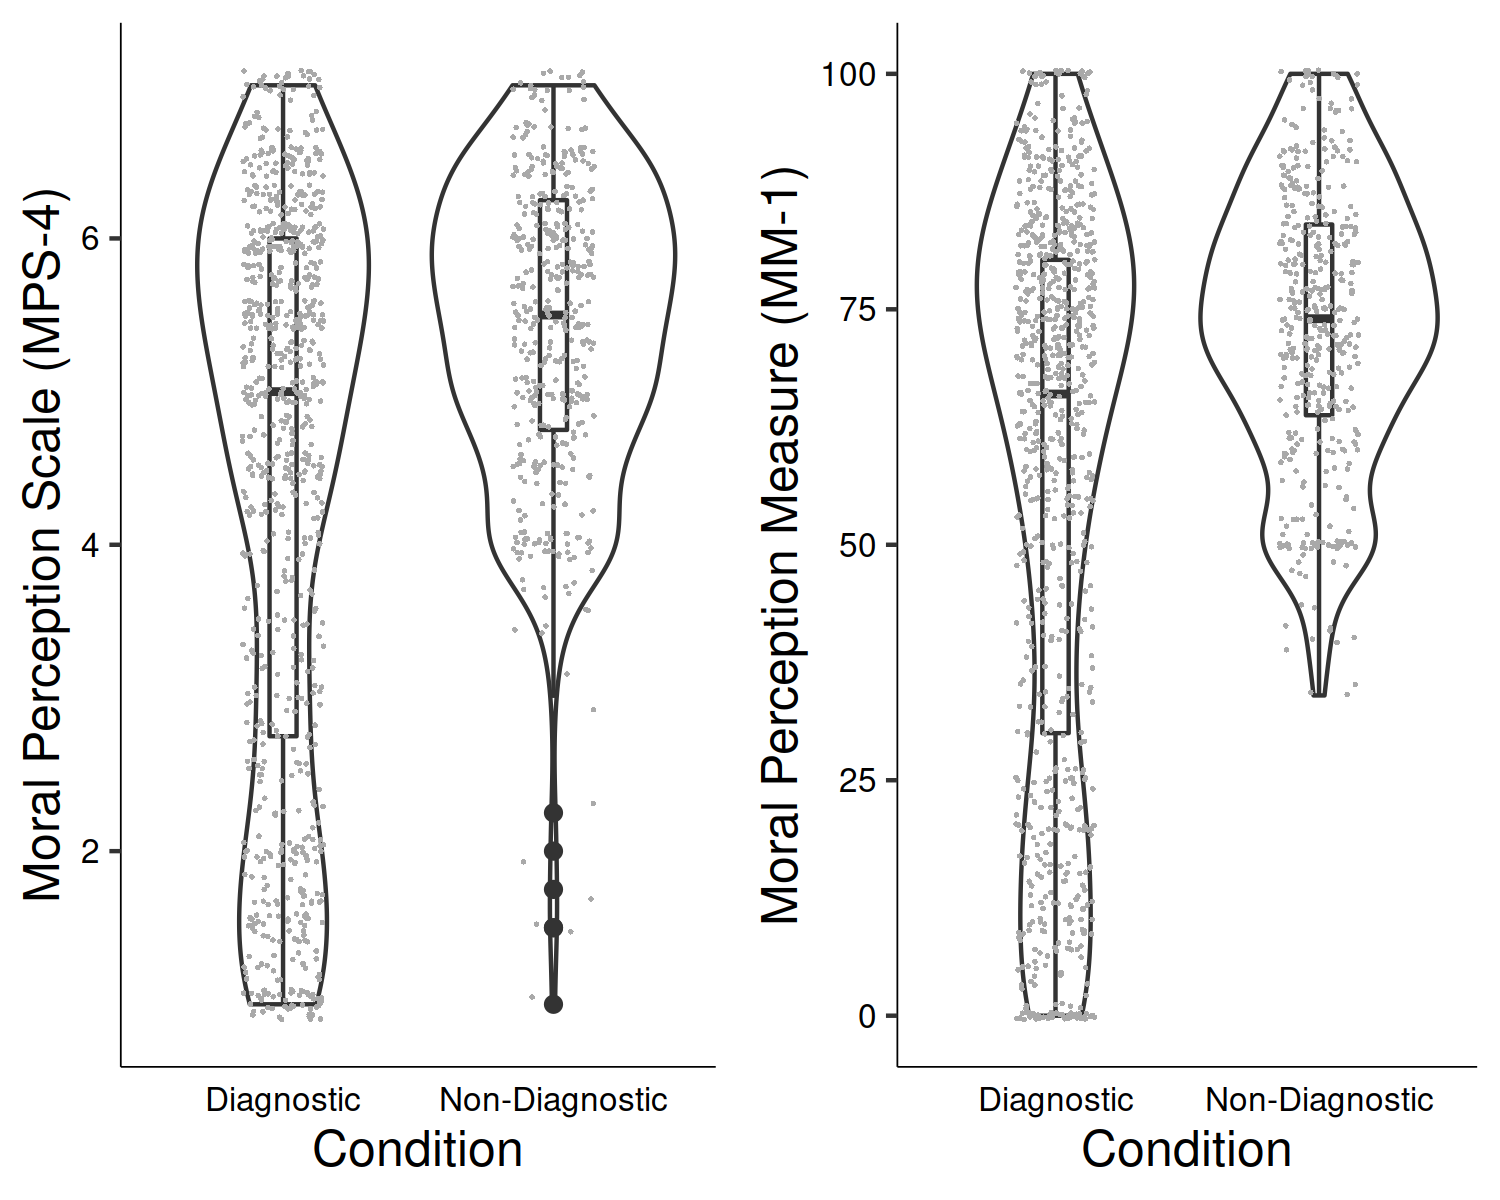 Moral Perception Scale (MPS-4)
6
4
2
Diagnostic
Non-Diagnostic
Condition
Moral Perception Measure (MM-1)
100
75
50
25
0
Diagnostic
Non-Diagnostic
Condition